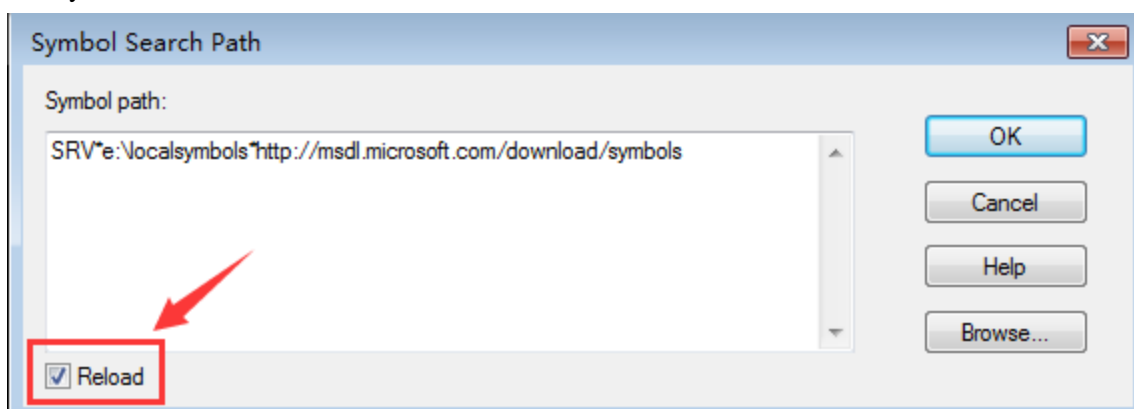 Symbol Search Path
Symbol path:
SRV*e:\localsymbols*http://msdl.microsoft.com/download/symbols
OK
Cancel
Help
Browse...
Reload